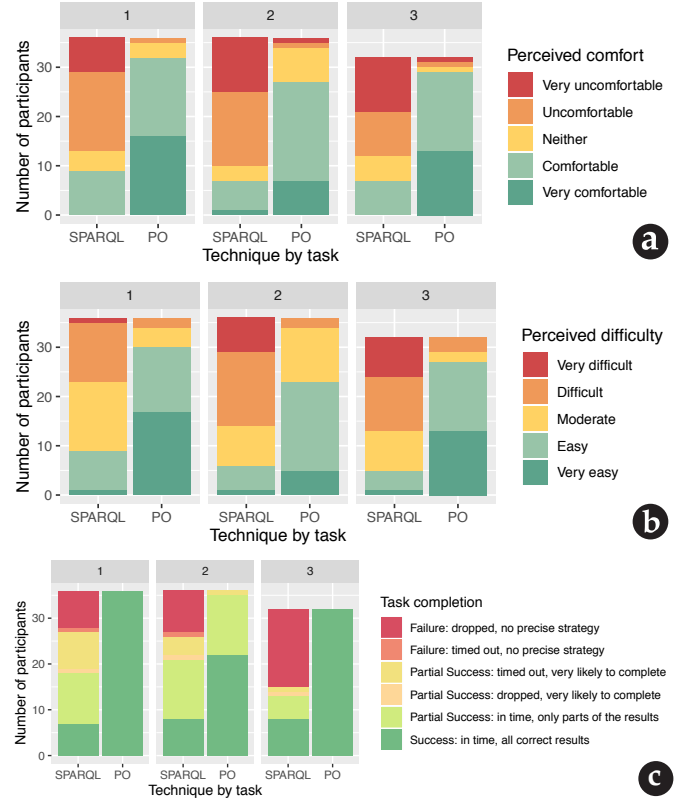 1 2 3
Number of participants
30
20
10
0
SPARQL PO SPARQL PO SPARQL PO
Technique by task
Perceived comfort
Very uncomfortable
Uncomfortable
Neither
Comfortable
Very comfortable
a
1 2 3
Number of participants
30
20
10
0
SPARQL PO SPARQL PO SPARQL PO
Technique by task
Perceived difficulty
Very difficult
Difficult
Moderate
Easy
Very easy
b
1 2 3
Number of participants
30
20
10
0
SPARQL PO SPARQL PO SPARQL PO
Technique by task
Task completion
Failure: dropped, no precise strategy
Failure: timed out, no precise strategy
Partial Success: timed out, very likely to complete
Partial Success: dropped, very likely to complete
Partial Success: in time, only parts of the results
Success: in time, all correct results
c